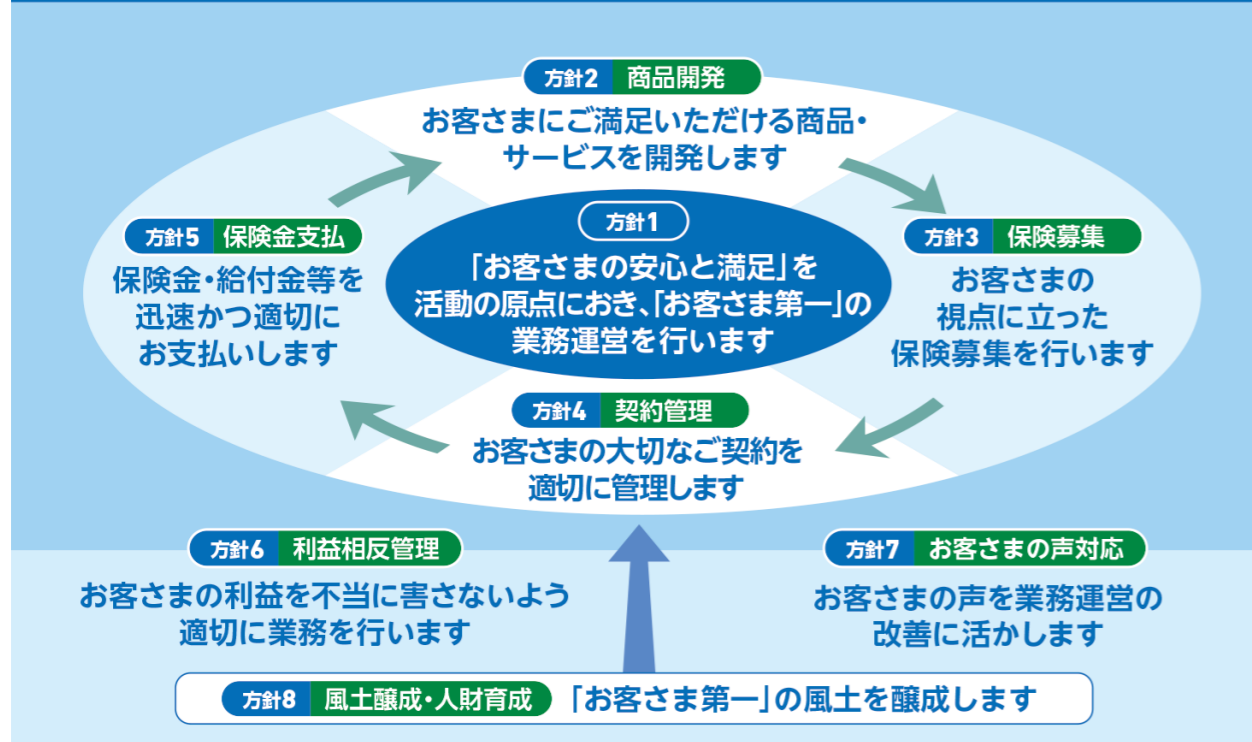 方針2 商品開発
お客さまにご満足いただける商品・
サービスを開発します
方針1
「お客さまの安心と満足」を
活動の原点におき、「お客さま第一」の
業務運営を行います
方針5 保険金支払
保険金・給付金等を
迅速かつ適切に
お支払いします
方針3 保険募集
お客さまの
視点に立った
保険募集を行います
方針4 契約管理
お客さまの大切なご契約を
適切に管理します
方針6 利益相反管理
お客さまの利益を不当に害さないよう
適切に業務を行います
方針7 お客さまの声対応
お客さまの声を業務運営の
改善に活かします
方針8 風土醸成・人財育成 「お客さま第一」の風土を醸成します